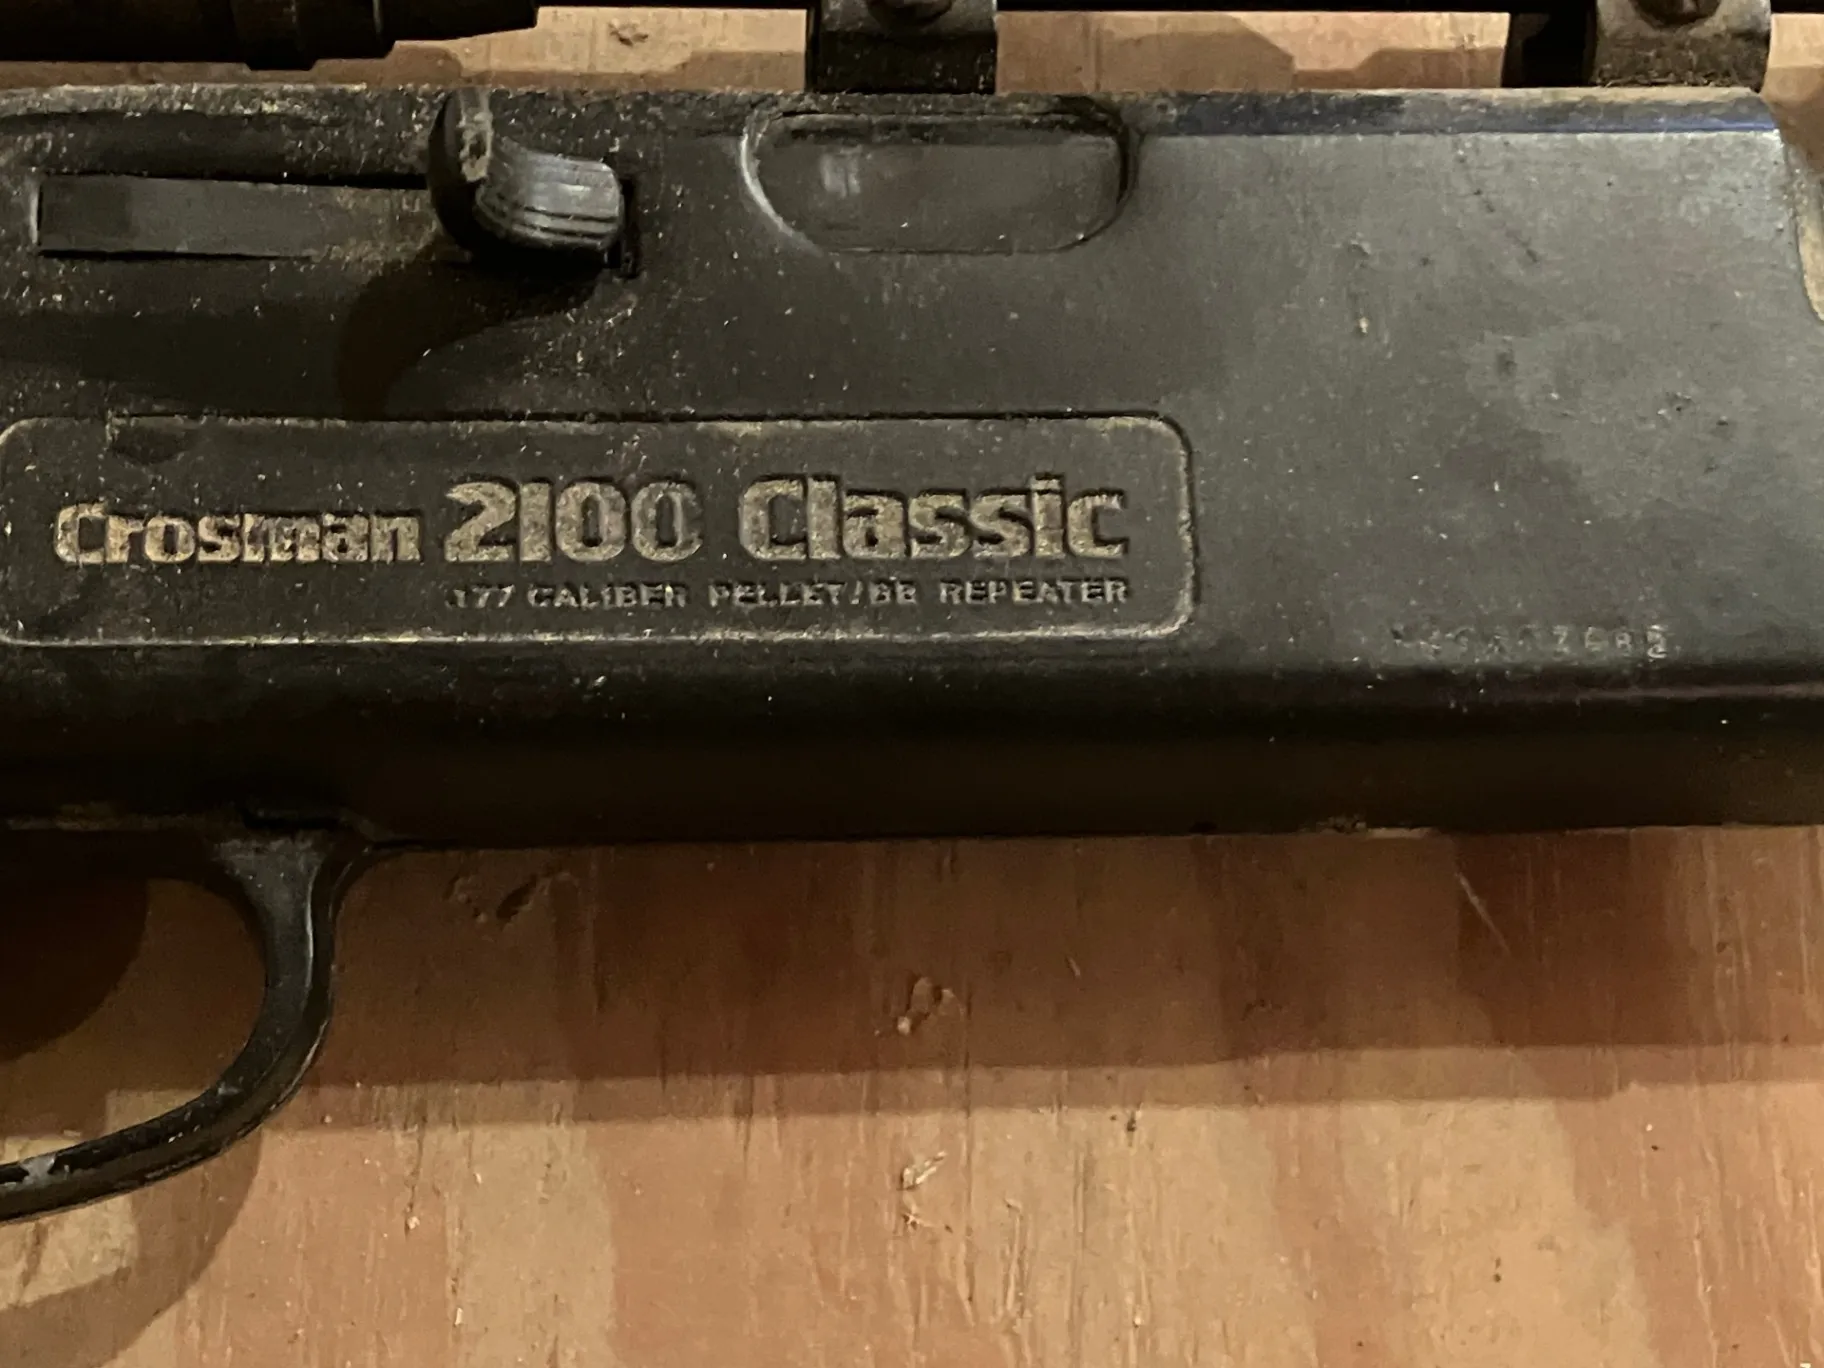 Crosman 2100 Classic
.177 CALIBER PELLET/BB REPEATER